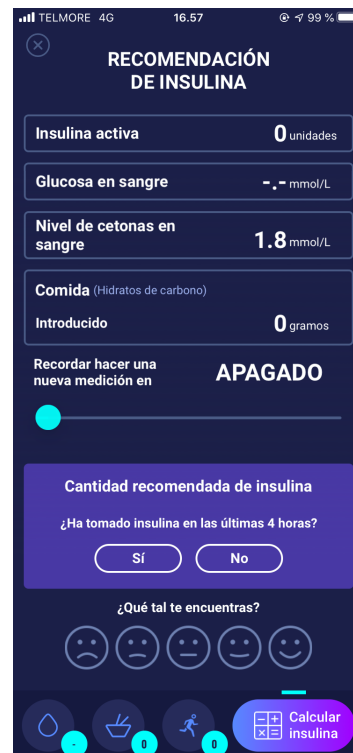 TELMORE 4G 16.57 99 %
RECOMENDACIÓN
DE INSULINA
Insulina activa 0 unidades
Glucosa en sangre -.- mmol/L
Nivel de cetonas en
sangre 1.8 mmol/L
Comida (Hidratos de carbono)
Introducido 0 gramos
Recordar hacer una
nueva medición en APAGADO
Cantidad recomendada de insulina
¿Ha tomado insulina en las últimas 4 horas?
Sí No
¿Qué tal te encuentras?
- 0 0
Calcular
insulina